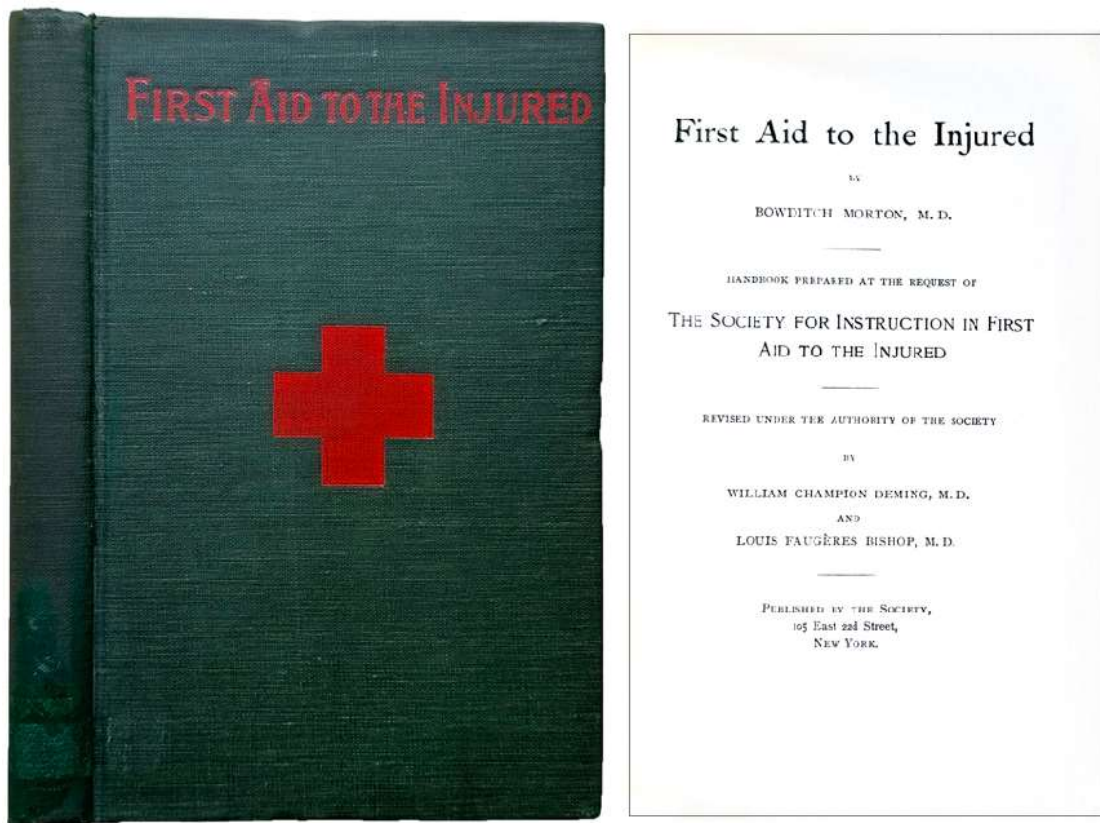 FIRST AID TO THE INJURED
First Aid to the Injured
BY
BOWDITCH MORTON, M. D.
HANDBOOK PREPARED AT THE REQUEST OF
THE SOCIETY FOR INSTRUCTION IN FIRST
AID TO THE INJURED
REVISED UNDER THE AUTHORITY OF THE SOCIETY
BY
WILLIAM CHAMPION DEMING, M. D.
AND
LOUIS FAUGÈRES BISHOP, M. D.
PUBLISHED BY THE SOCIETY,
105 East 22d Street,
NEW YORK.